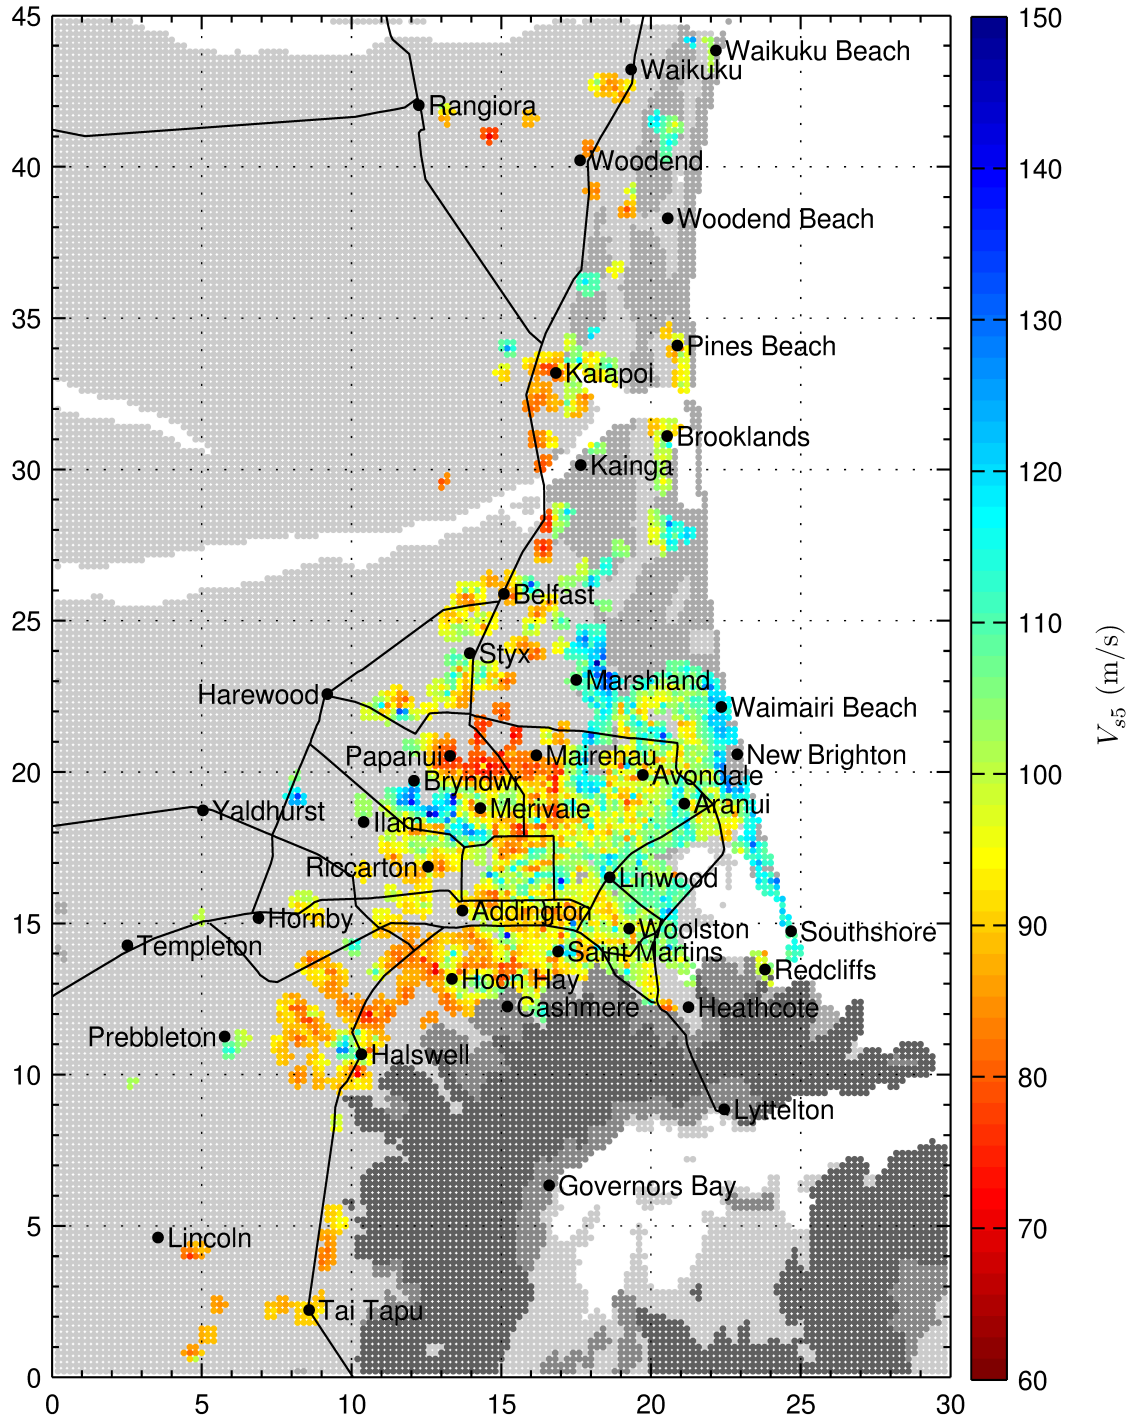 45
150
Waikuku Beach
Waikuku
Rangiora
40
Woodend
140
Woodend Beach
35
130
Pines Beach
Kaiapoi
Brooklands
30
Kainga
120
Belfast
25
110
Styx
Harewood
Marshland
Waimairi Beach
V_{s5} (m/s)
Papanui
Mairehau
New Brighton
20
Bryndwr
Avondale
100
Yaldhurst
Ilam
Merivale
Aranui
Riccarton
Linwood
15
Hornby
Addington
90
Templeton
Woolston
Southshore
Saint Martins
Hoon Hay
Redcliffs
Cashmere
Heathcote
Prebbleton
Halswell
10
80
Lyttelton
Governors Bay
5
Lincoln
70
Tai Tapu
0
60
0 5 10 15 20 25 30